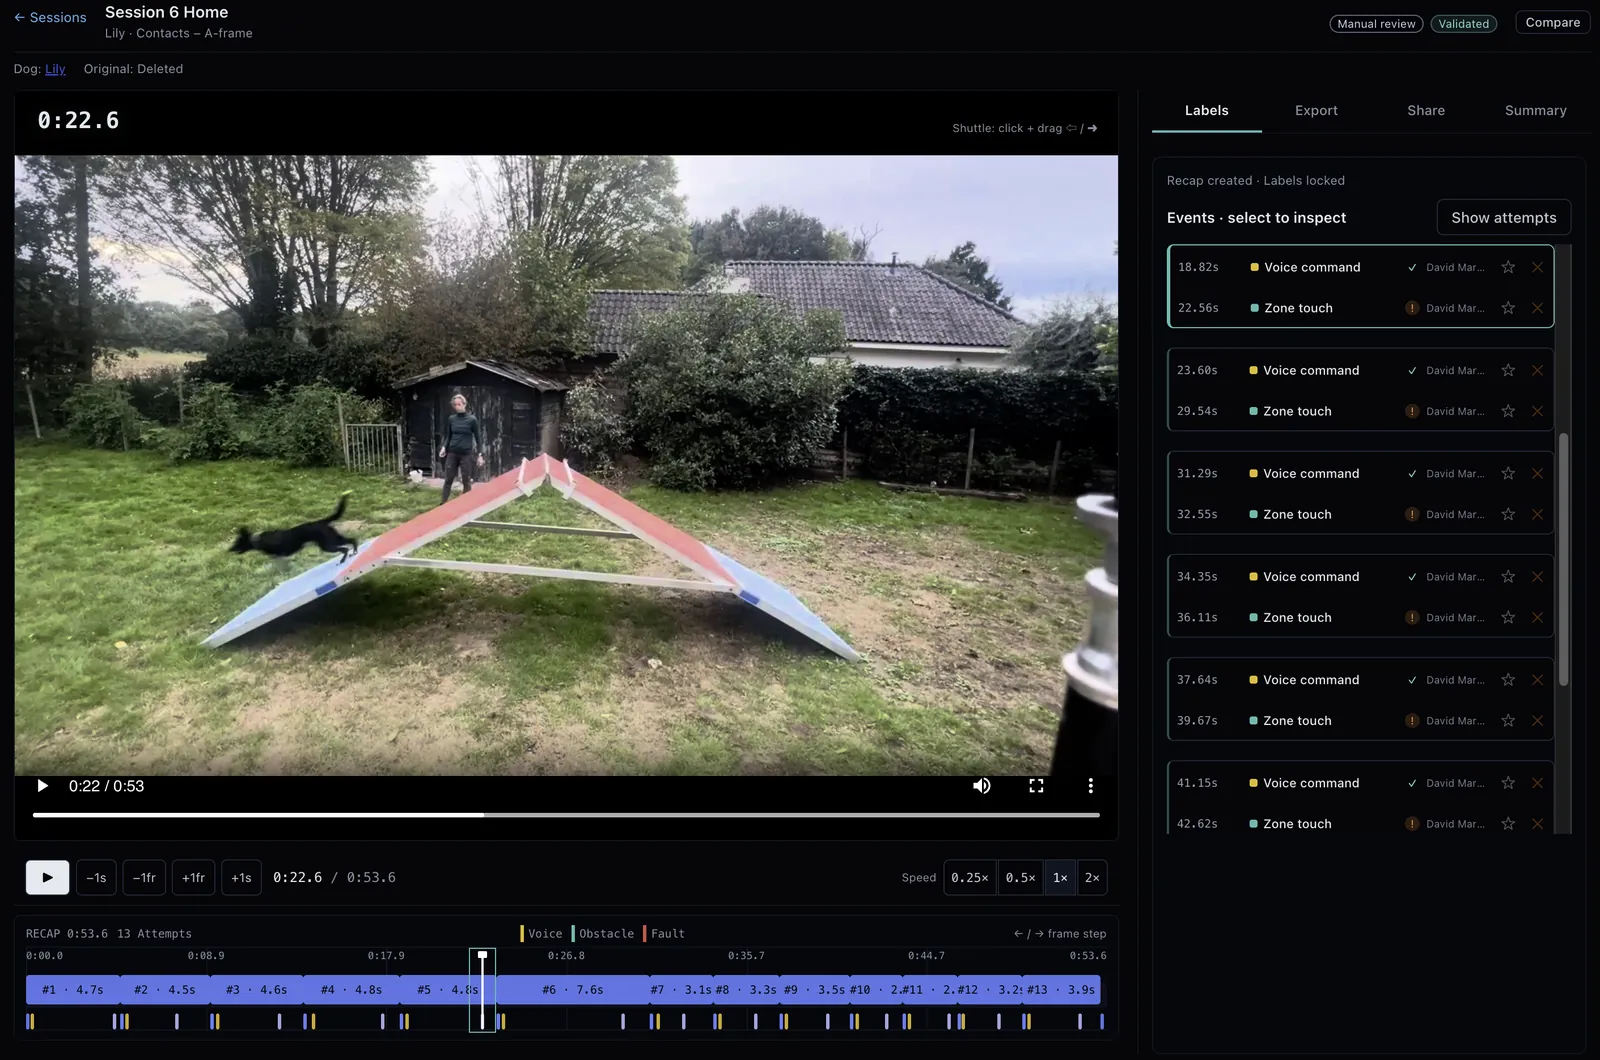 ← Sessions
Session 6 Home
Lily · Contacts – A-frame
Manual review
Validated
Compare
Dog: Lily Original: Deleted
0:22.6
Shuttle: click + drag ⇦ / ➜
0:22 / 0:53
−1s
−1fr
+1fr
+1s
0:22.6 / 0:53.6
Speed
0.25×
0.5×
1×
2×
RECAP 0:53.6 13 Attempts
Voice
Obstacle
Fault
← / → frame step
0:00.0 0:08.9 0:17.9 0:26.8 0:35.7 0:44.7 0:53.6
#1 · 4.7s #2 · 4.5s #3 · 4.6s #4 · 4.8s #5 · 4.8s #6 · 7.6s #7 · 3.1s #8 · 3.3s #9 · 3.5s #10 · 2. #11 · 2. #12 · 3.2s #13 · 3.9s
Labels Export Share Summary
Recap created · Labels locked
Events · select to inspect
Show attempts
18.82s Voice command ✓ David Mar...
22.56s Zone touch ! David Mar...
23.60s Voice command ✓ David Mar...
29.54s Zone touch ! David Mar...
31.29s Voice command ✓ David Mar...
32.55s Zone touch ! David Mar...
34.35s Voice command ✓ David Mar...
36.11s Zone touch ! David Mar...
37.64s Voice command ✓ David Mar...
39.67s Zone touch ! David Mar...
41.15s Voice command ✓ David Mar...
42.62s Zone touch ! David Mar...